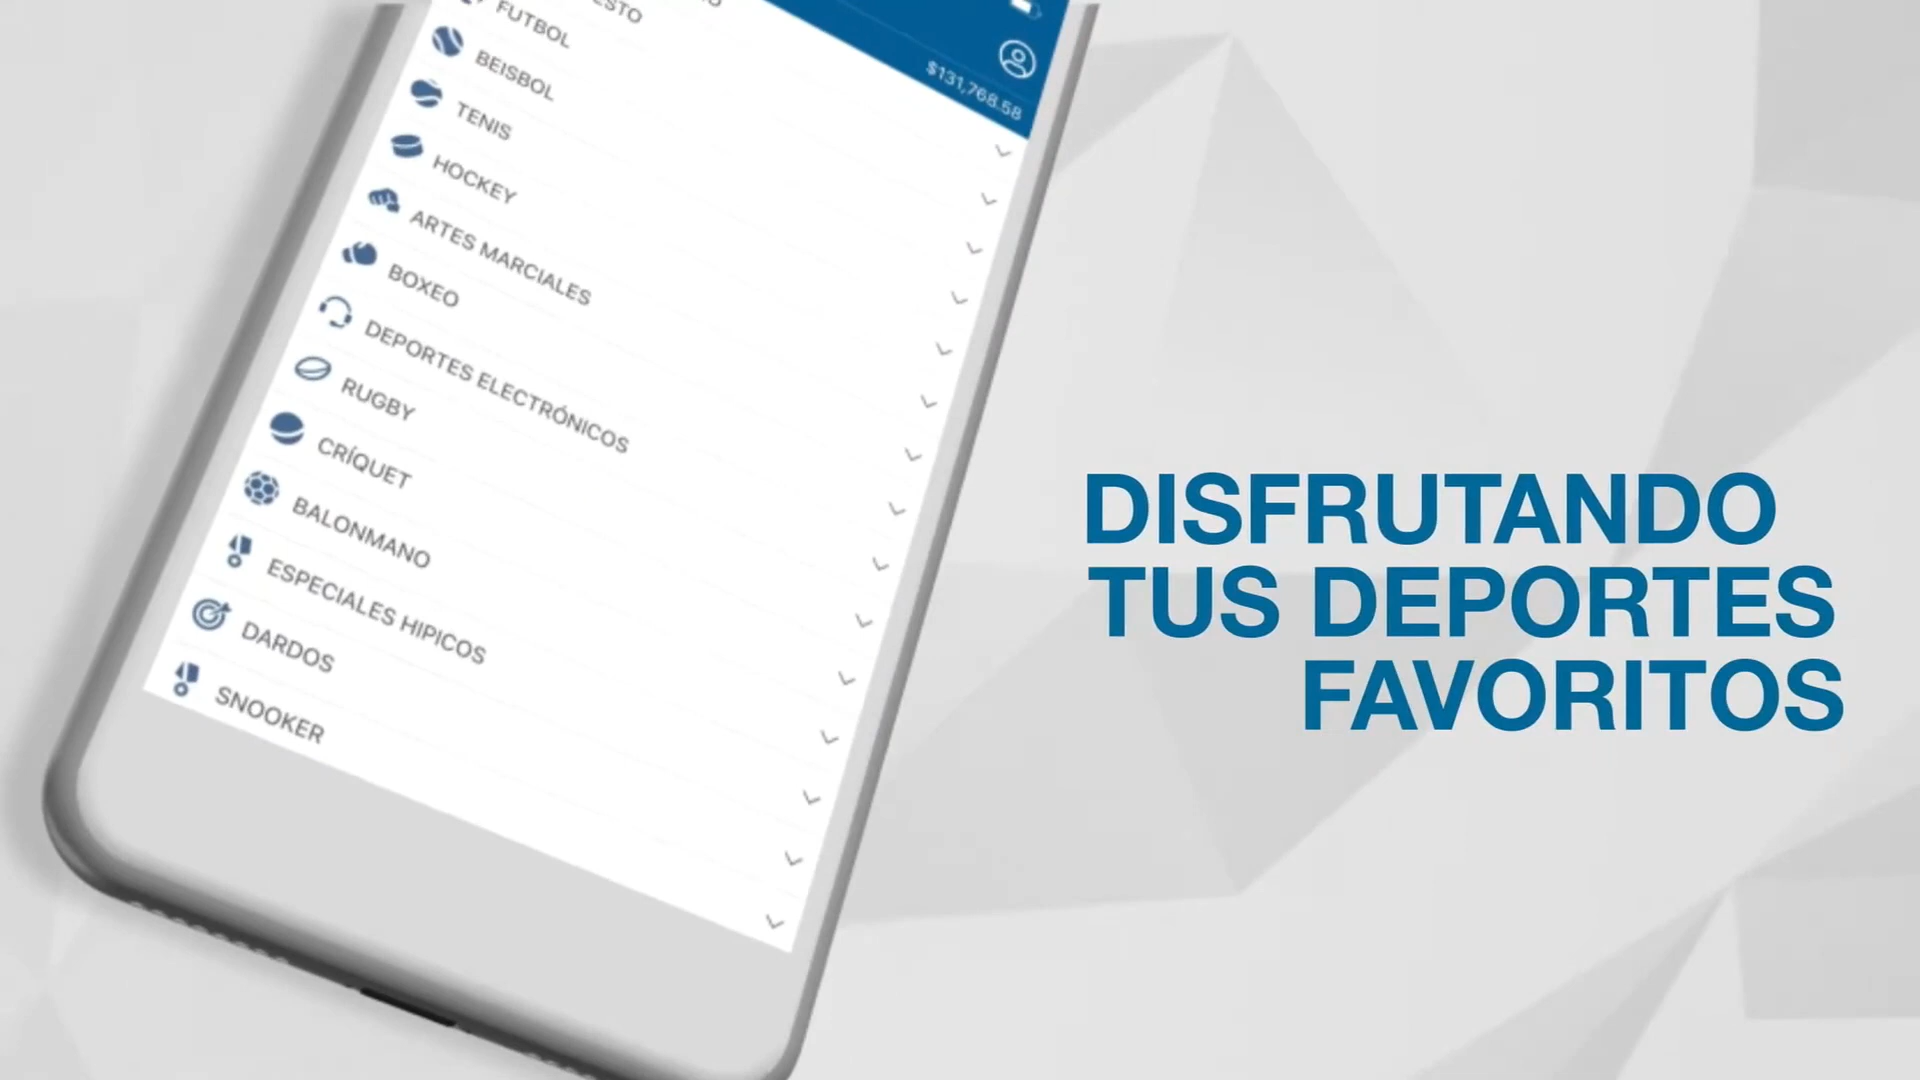 $131,768.58
FUTBOL
BEISBOL
TENIS
HOCKEY
ARTES MARCIALES
BOXEO
DEPORTES ELECTRÓNICOS
RUGBY
CRÍQUET
BALONMANO
ESPECIALES HIPICOS
DARDOS
SNOOKER
DISFRUTANDO
TUS DEPORTES
FAVORITOS